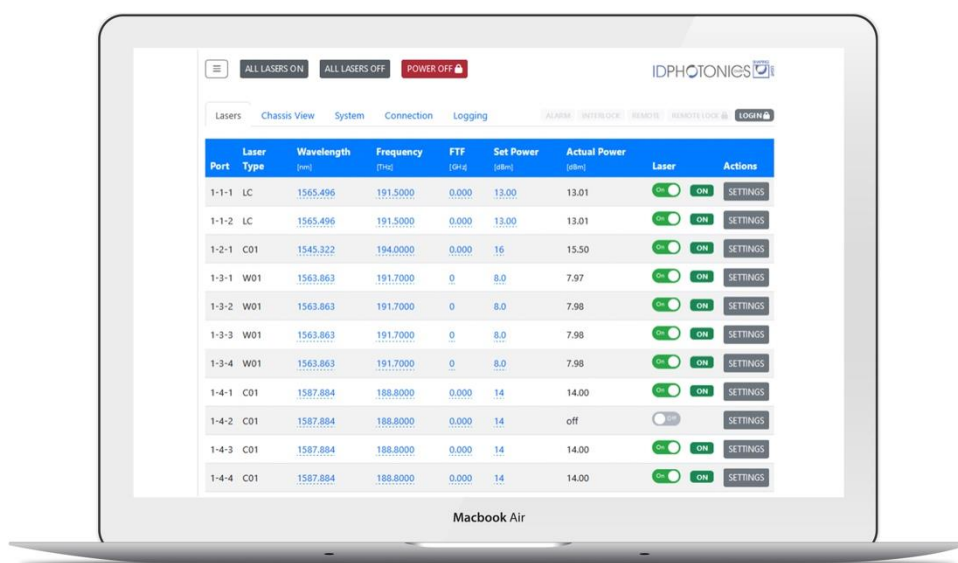 ALL LASERS ON ALL LASERS OFF POWER OFF IDPHOTONICS
Lasers Chassis View System Connection Logging ALARM INTERLOCK REMOTE REMOTE LOCK LOGIN
Port Laser Type Wavelength [nm] Frequency [THz] FTF [GHz] Set Power [dBm] Actual Power [dBm] Laser Actions
1-1-1 LC 1565.496 191.5000 0.000 13.00 13.01 On ON SETTINGS
1-1-2 LC 1565.496 191.5000 0.000 13.00 13.01 On ON SETTINGS
1-2-1 C01 1545.322 194.0000 0.000 16 15.50 On ON SETTINGS
1-3-1 W01 1563.863 191.7000 0 8.0 7.97 On ON SETTINGS
1-3-2 W01 1563.863 191.7000 0 8.0 7.98 On ON SETTINGS
1-3-3 W01 1563.863 191.7000 0 8.0 7.98 On ON SETTINGS
1-3-4 W01 1563.863 191.7000 0 8.0 7.98 On ON SETTINGS
1-4-1 C01 1587.884 188.8000 0.000 14 14.00 On ON SETTINGS
1-4-2 C01 1587.884 188.8000 0.000 14 off Off SETTINGS
1-4-3 C01 1587.884 188.8000 0.000 14 14.00 On ON SETTINGS
1-4-4 C01 1587.884 188.8000 0.000 14 14.00 On ON SETTINGS
Macbook Air